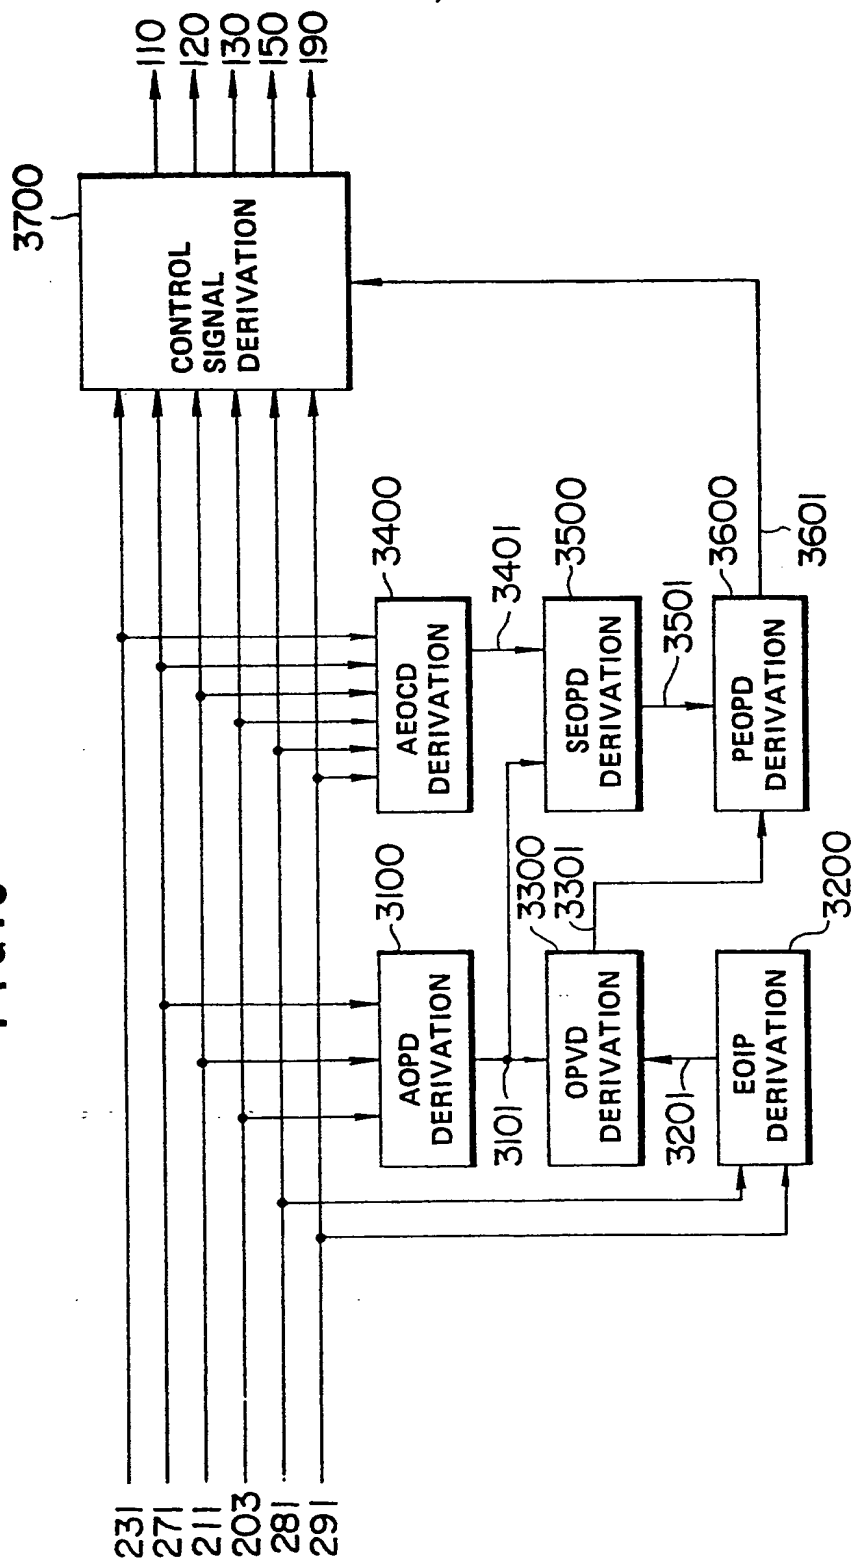 231
271
211
203
281
291
3700
CONTROL
SIGNAL
DERIVATION
110
120
130
150
190
3100
AOPD
DERIVATION
3101
3400
AEOCD
DERIVATION
3401
3300
3301
OPVD
DERIVATION
3201
3500
SEOPD
DERIVATION
3501
3200
EOIP
DERIVATION
3600
PEOPD
DERIVATION
3601